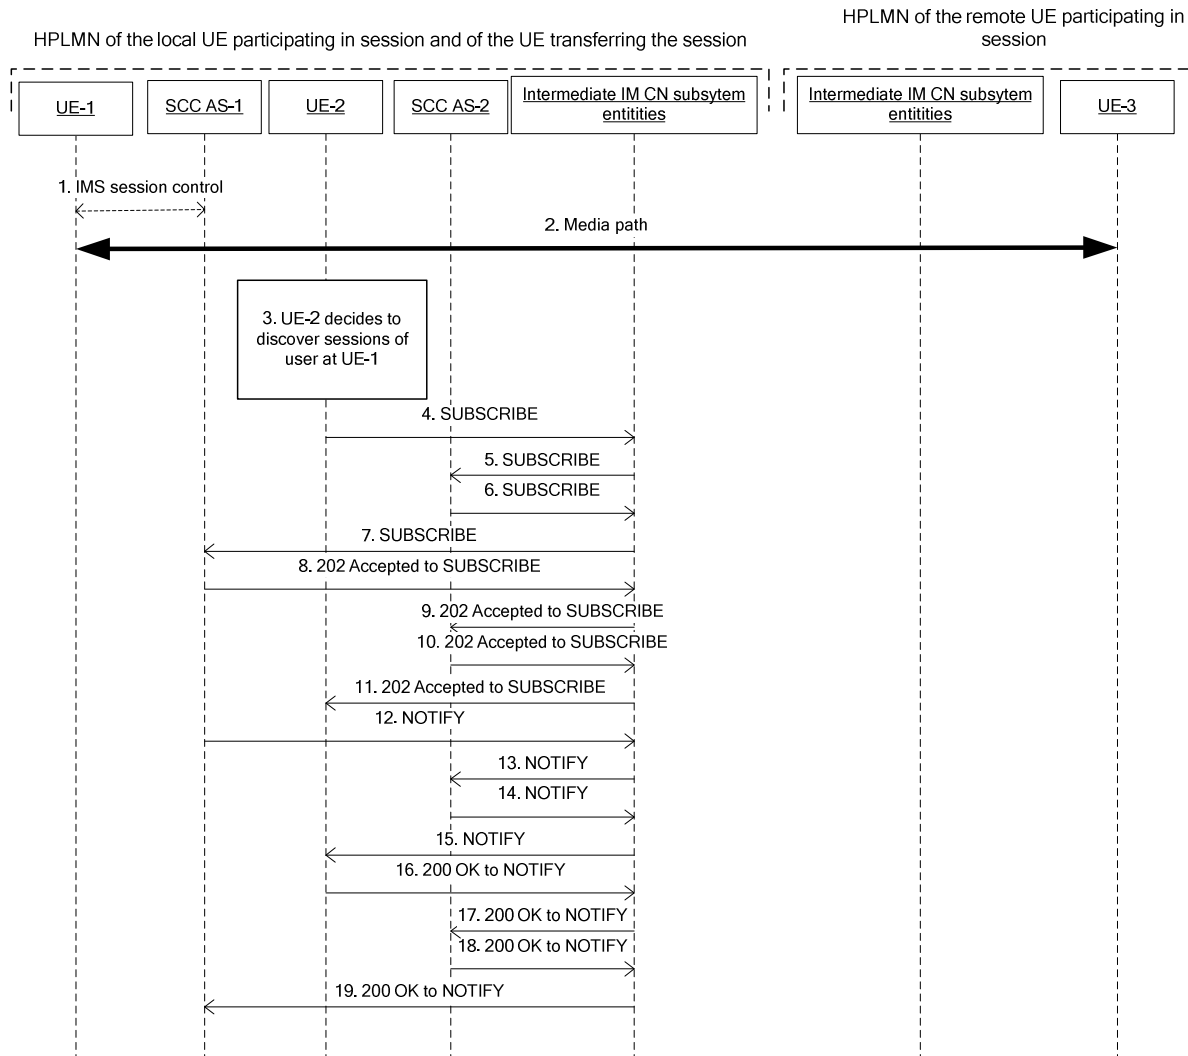 HPLMN of the remote UE participating in
session
HPLMN of the local UE participating in session and of the UE transferring the session
UE-1
SCC AS-1
UE-2
SCC AS-2
Intermediate IM CN subsytem
entitities
Intermediate IM CN subsytem
entitities
UE-3
1. IMS session control
2. Media path
3. UE-2 decides to
discover sessions of
user at UE-1
4. SUBSCRIBE
5. SUBSCRIBE
6. SUBSCRIBE
7. SUBSCRIBE
8. 202 Accepted to SUBSCRIBE
9. 202 Accepted to SUBSCRIBE
10. 202 Accepted to SUBSCRIBE
11. 202 Accepted to SUBSCRIBE
12. NOTIFY
13. NOTIFY
14. NOTIFY
15. NOTIFY
16. 200 OK to NOTIFY
17. 200 OK to NOTIFY
18. 200 OK to NOTIFY
19. 200 OK to NOTIFY